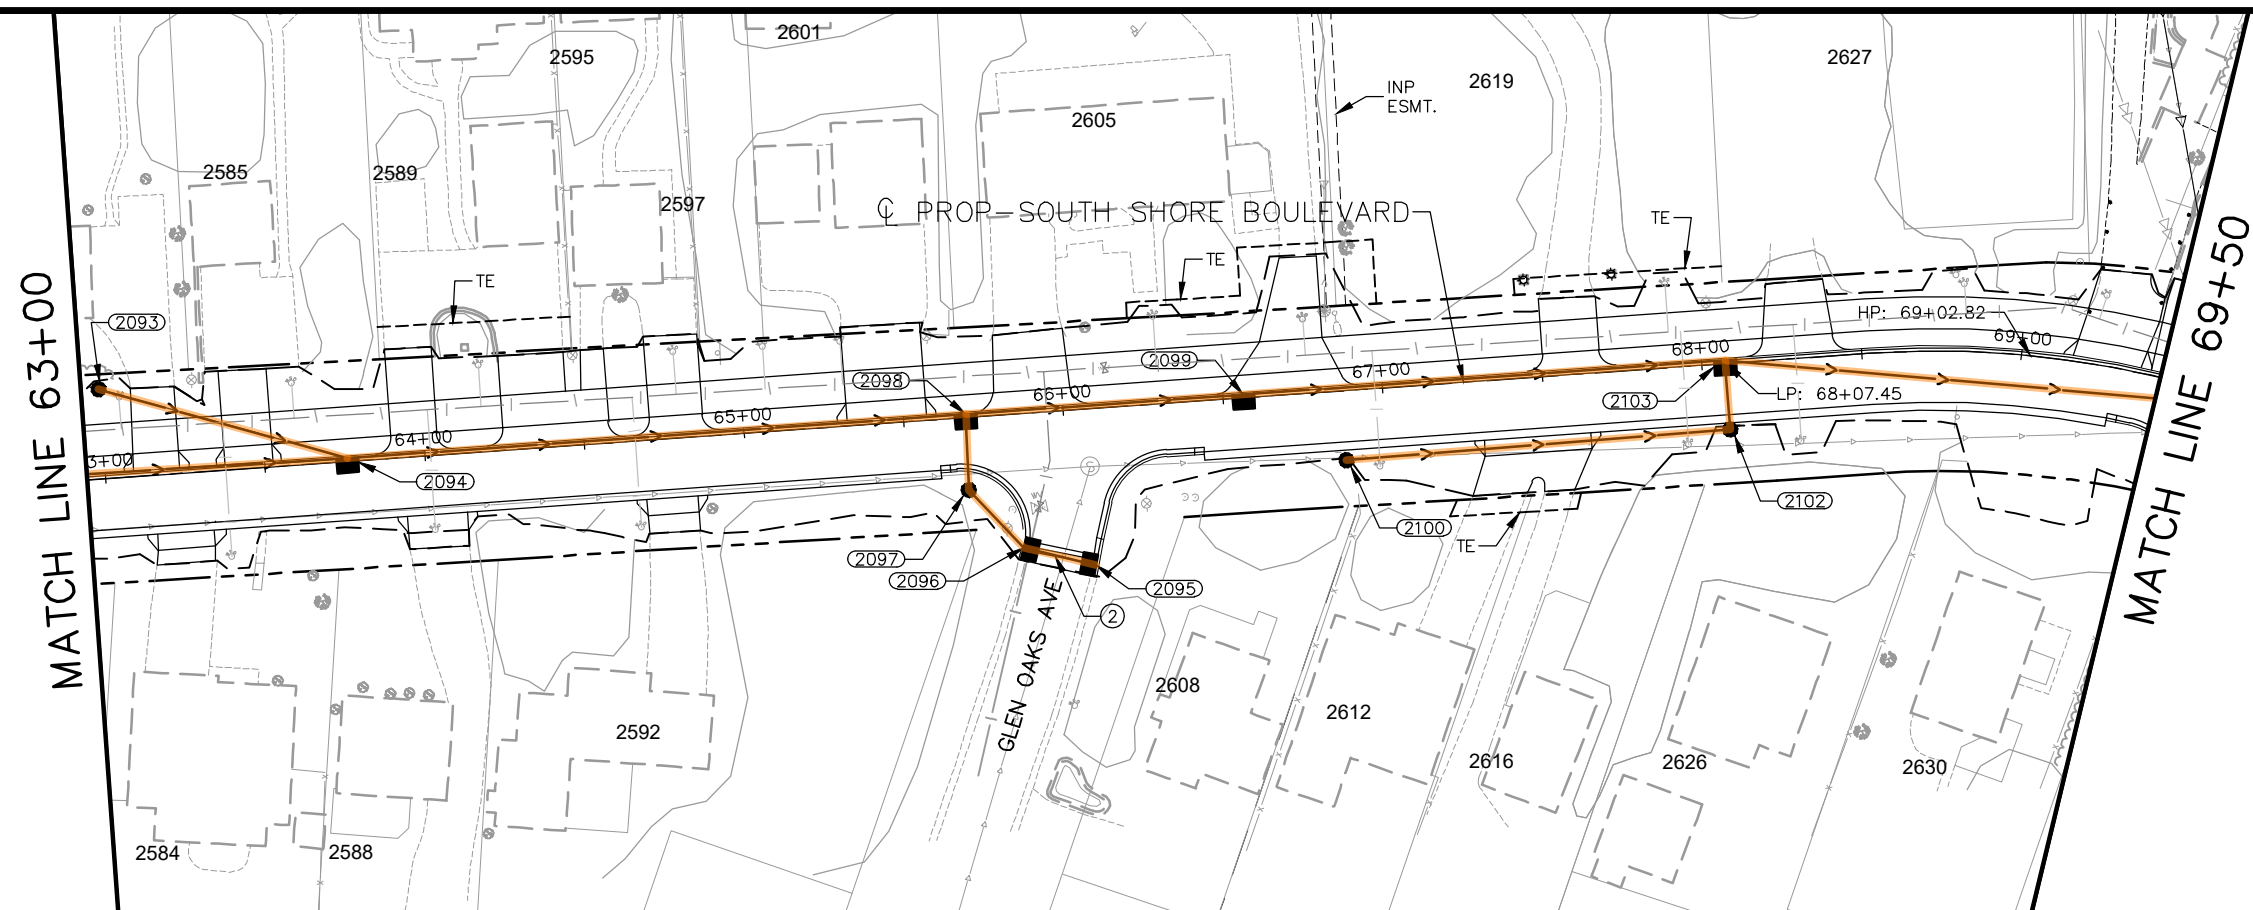 2601
2595
2627
2619
INP
ESMT.
2605
2585
2589
2597
℄ PROP-SOUTH SHORE BOULEVARD
TE
TE
TE
MATCH LINE 63+00
MATCH LINE 69+50
2093
HP: 69+02.82
69+00
68+00
2099
67+00
2098
66+00
LP: 68+07.45
2103
65+00
64+00
3+00
2094
2102
2100
TE
2097
2096
2095
2
GLEN OAKS AVE
2608
2612
2592
2616
2626
2630
2584
2588